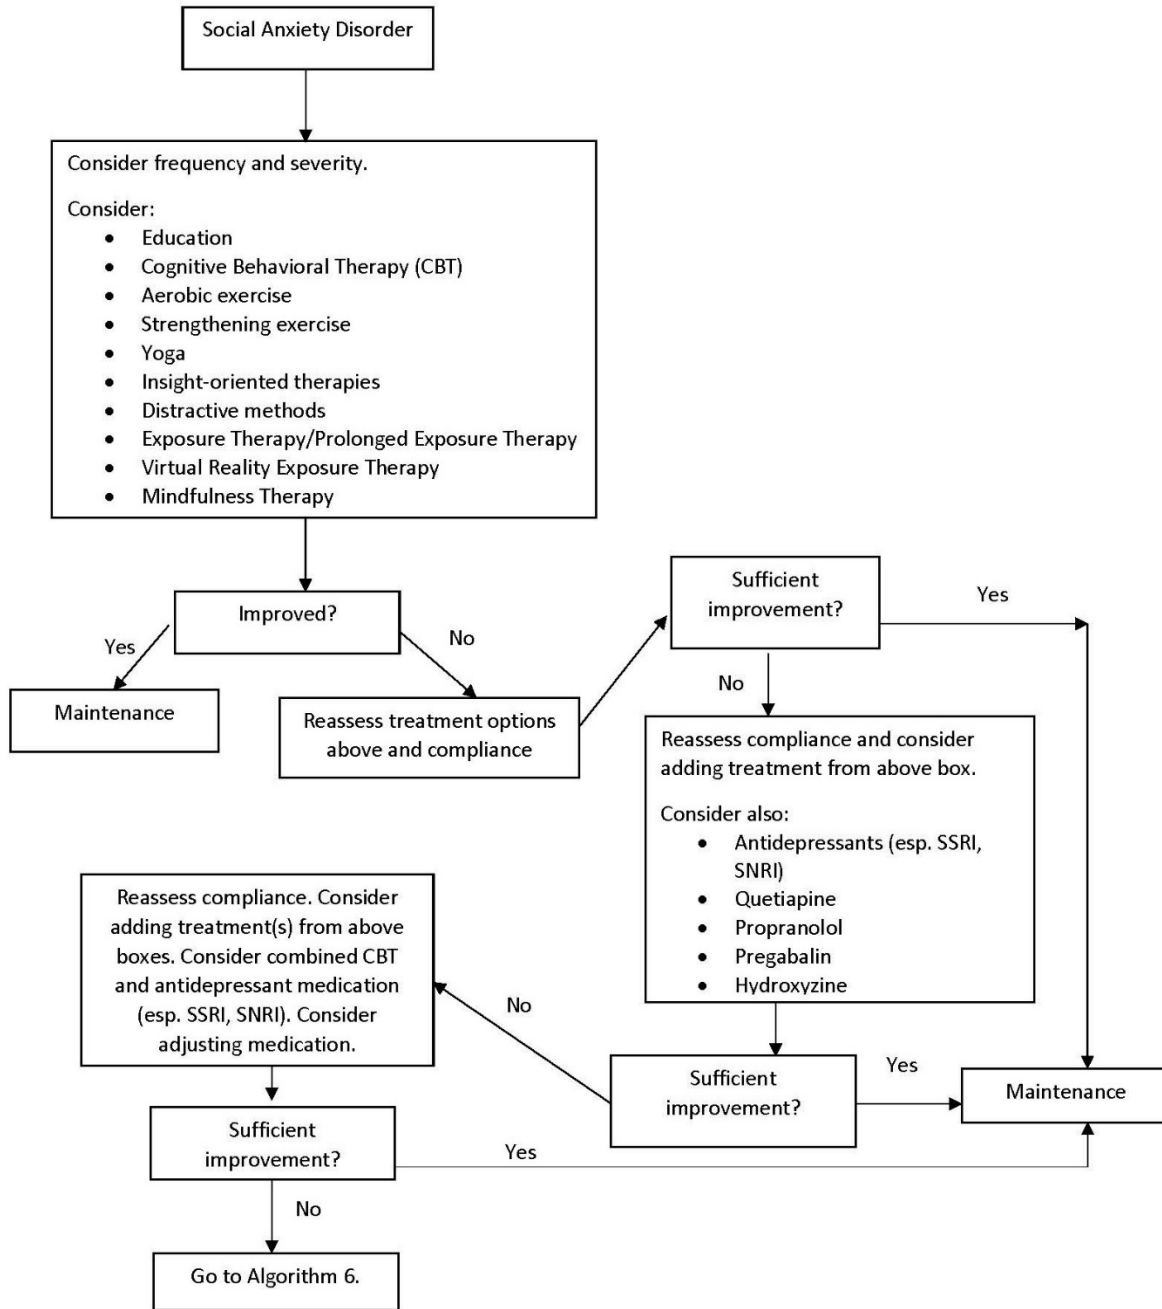 Social Anxiety Disorder
Consider frequency and severity.
Consider:
• Education
• Cognitive Behavioral Therapy (CBT)
• Aerobic exercise
• Strengthening exercise
• Yoga
• Insight-oriented therapies
• Distractive methods
• Exposure Therapy/Prolonged Exposure Therapy
• Virtual Reality Exposure Therapy
• Mindfulness Therapy
Improved?
Yes
No
Maintenance
Reassess treatment options
above and compliance
Sufficient
improvement?
Yes
No
Reassess compliance and consider
adding treatment from above box.
Consider also:
• Antidepressants (esp. SSRI,
SNRI)
• Quetiapine
• Propranolol
• Pregabalin
• Hydroxyzine
Sufficient
improvement?
Yes
Maintenance
No
Reassess compliance. Consider
adding treatment(s) from above
boxes. Consider combined CBT
and antidepressant medication
(esp. SSRI, SNRI). Consider
adjusting medication.
Sufficient
improvement?
Yes
No
Go to Algorithm 6.